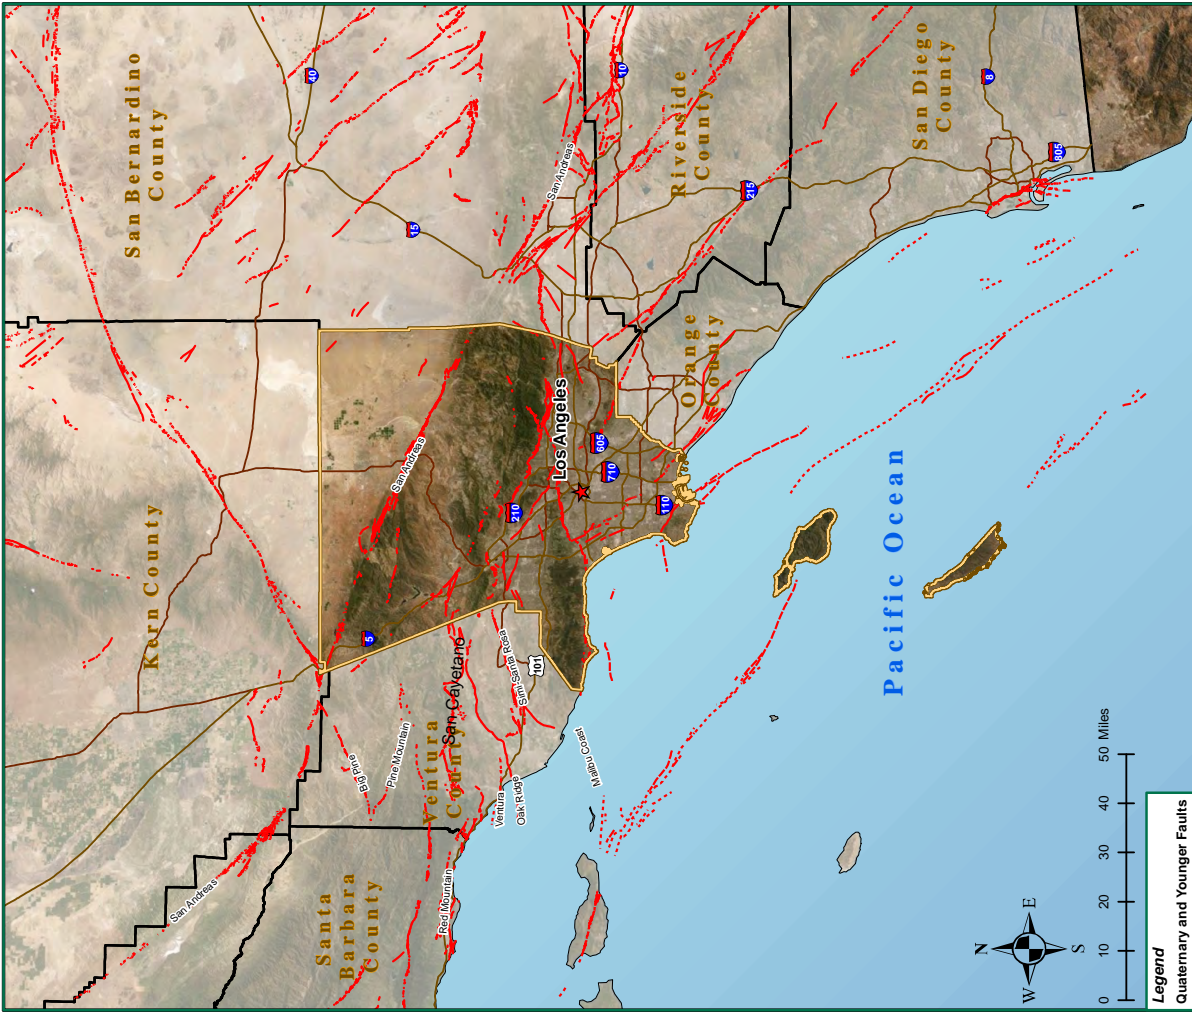 San Bernardino
County
Kern County
Riverside
County
San Diego
County
Orange
County
Ventura
County
Santa
Barbara
County
Pacific Ocean
Los Angeles
San Andreas
San Andreas
San Andreas
Big Pine
Pine Mountain
San Cayetano
Simi-Santa Rosa
Ventura
Oak Ridge
Malibu Coast
Red Mountain
40
15
10
215
8
805
605
710
110
210
5
101
N
W
E
S
0 10 20 30 40 50 Miles
Legend
Quaternary and Younger Faults